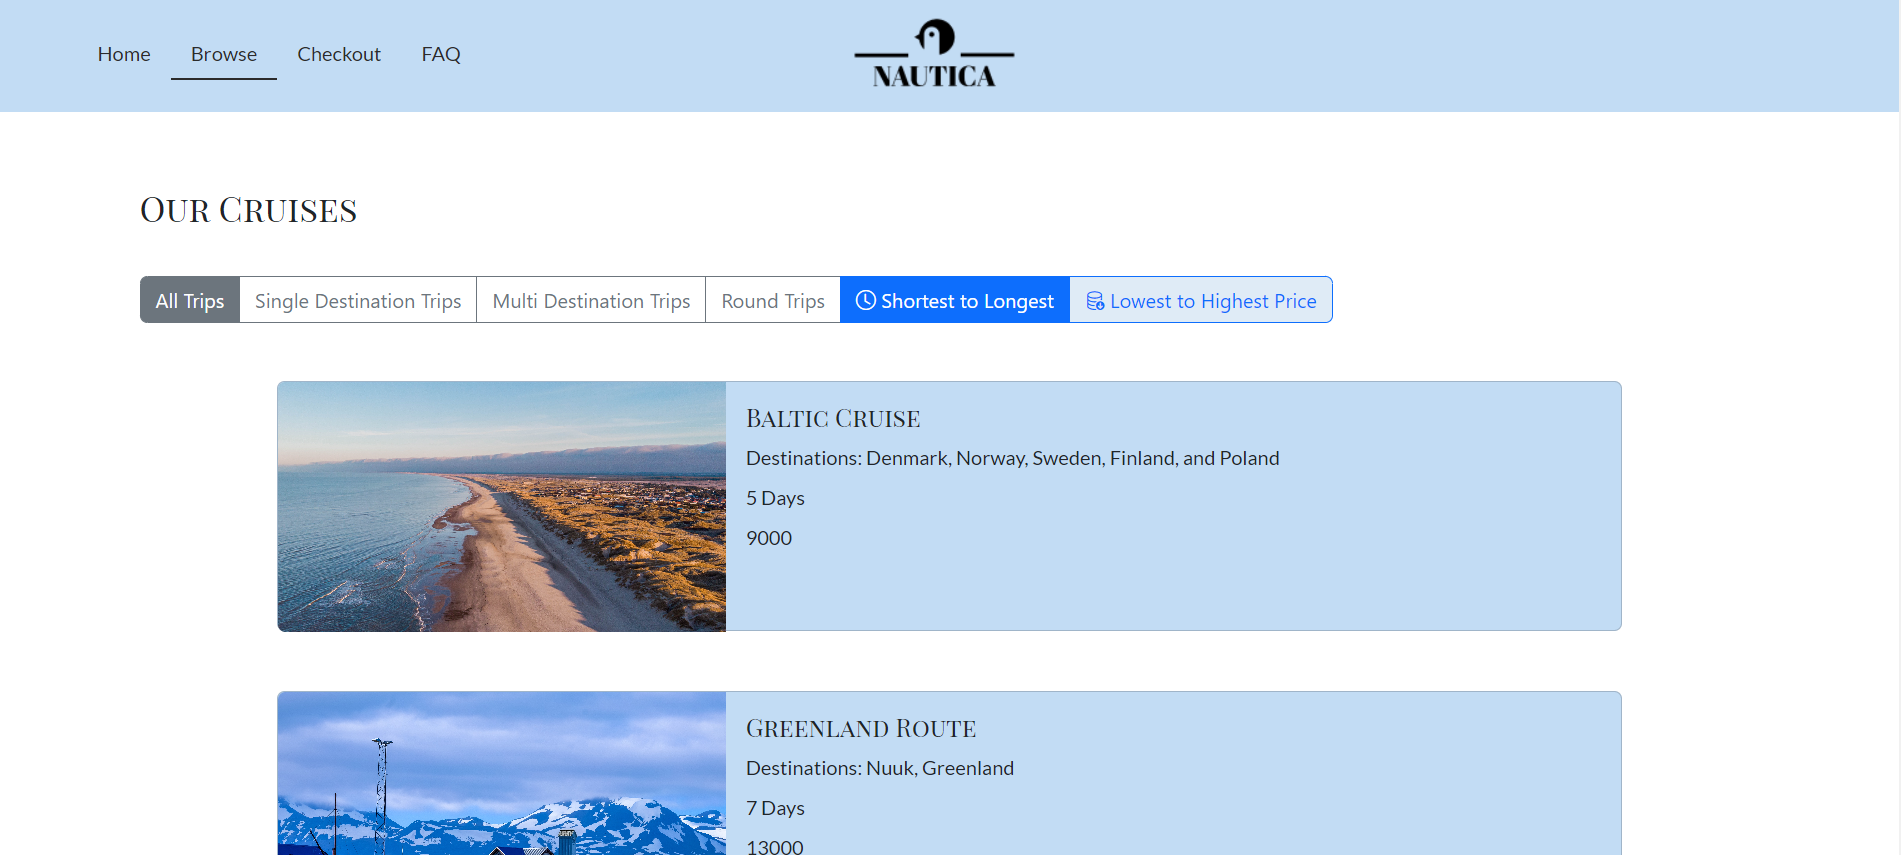 Home Browse Checkout FAQ
NAUTICA
Our Cruises
All Trips Single Destination Trips Multi Destination Trips Round Trips Shortest to Longest Lowest to Highest Price
Baltic Cruise
Destinations: Denmark, Norway, Sweden, Finland, and Poland
5 Days
9000
Greenland Route
Destinations: Nuuk, Greenland
7 Days
13000